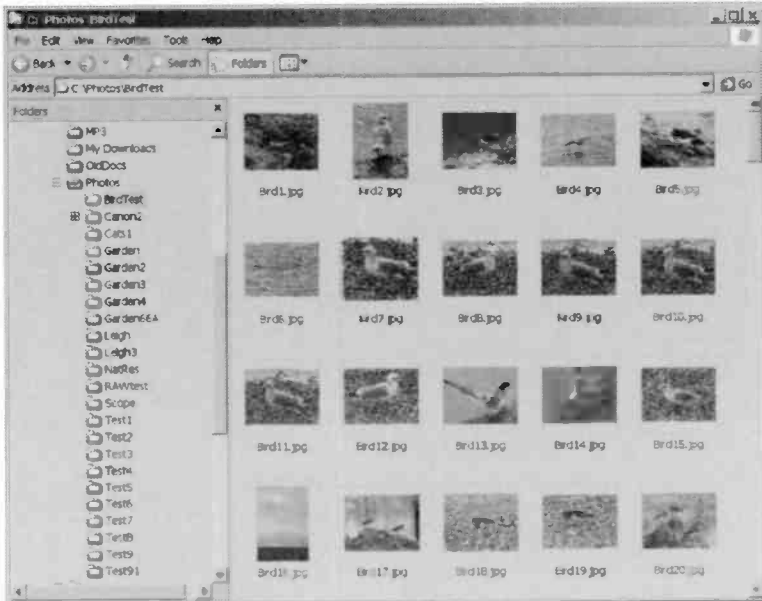 C:\Photos\BirdTest
File Edit View Favorites Tools Help
Back Search Folders
Address C:\Photos\BirdTest Go
Folders
MP3
My Downloads
OldDocs
Photos
BirdTest
Canon2
Cats1
Garden
Garden2
Garden3
Garden4
Garden66A
Leigh
Leigh3
NatRes
RAWtest
Scope
Test1
Test2
Test3
Test4
Test5
Test6
Test7
Test8
Test9
Test91
Bird1.jpg Bird2.jpg Bird3.jpg Bird4.jpg Bird5.jpg
Bird6.jpg Bird7.jpg Bird8.jpg Bird9.jpg Bird10.jpg
Bird11.jpg Bird12.jpg Bird13.jpg Bird14.jpg Bird15.jpg
Bird16.jpg Bird17.jpg Bird18.jpg Bird19.jpg Bird20.jpg